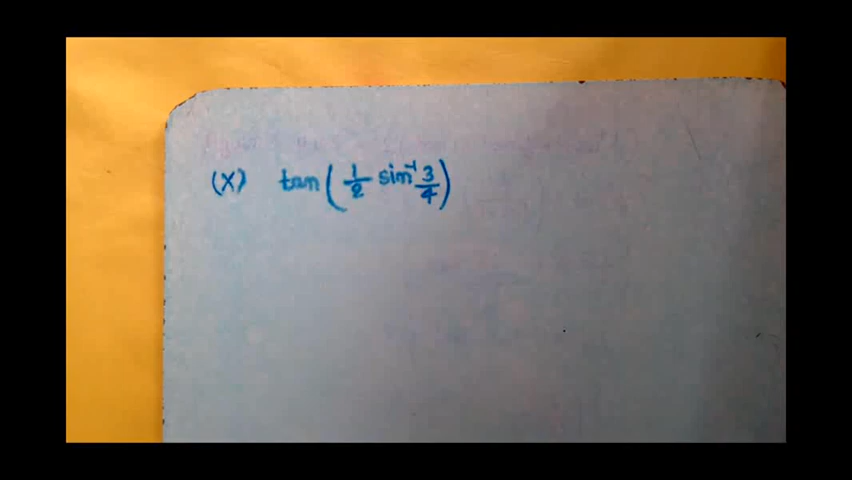 (x) tan(1/2 sin⁻¹ 3/4)